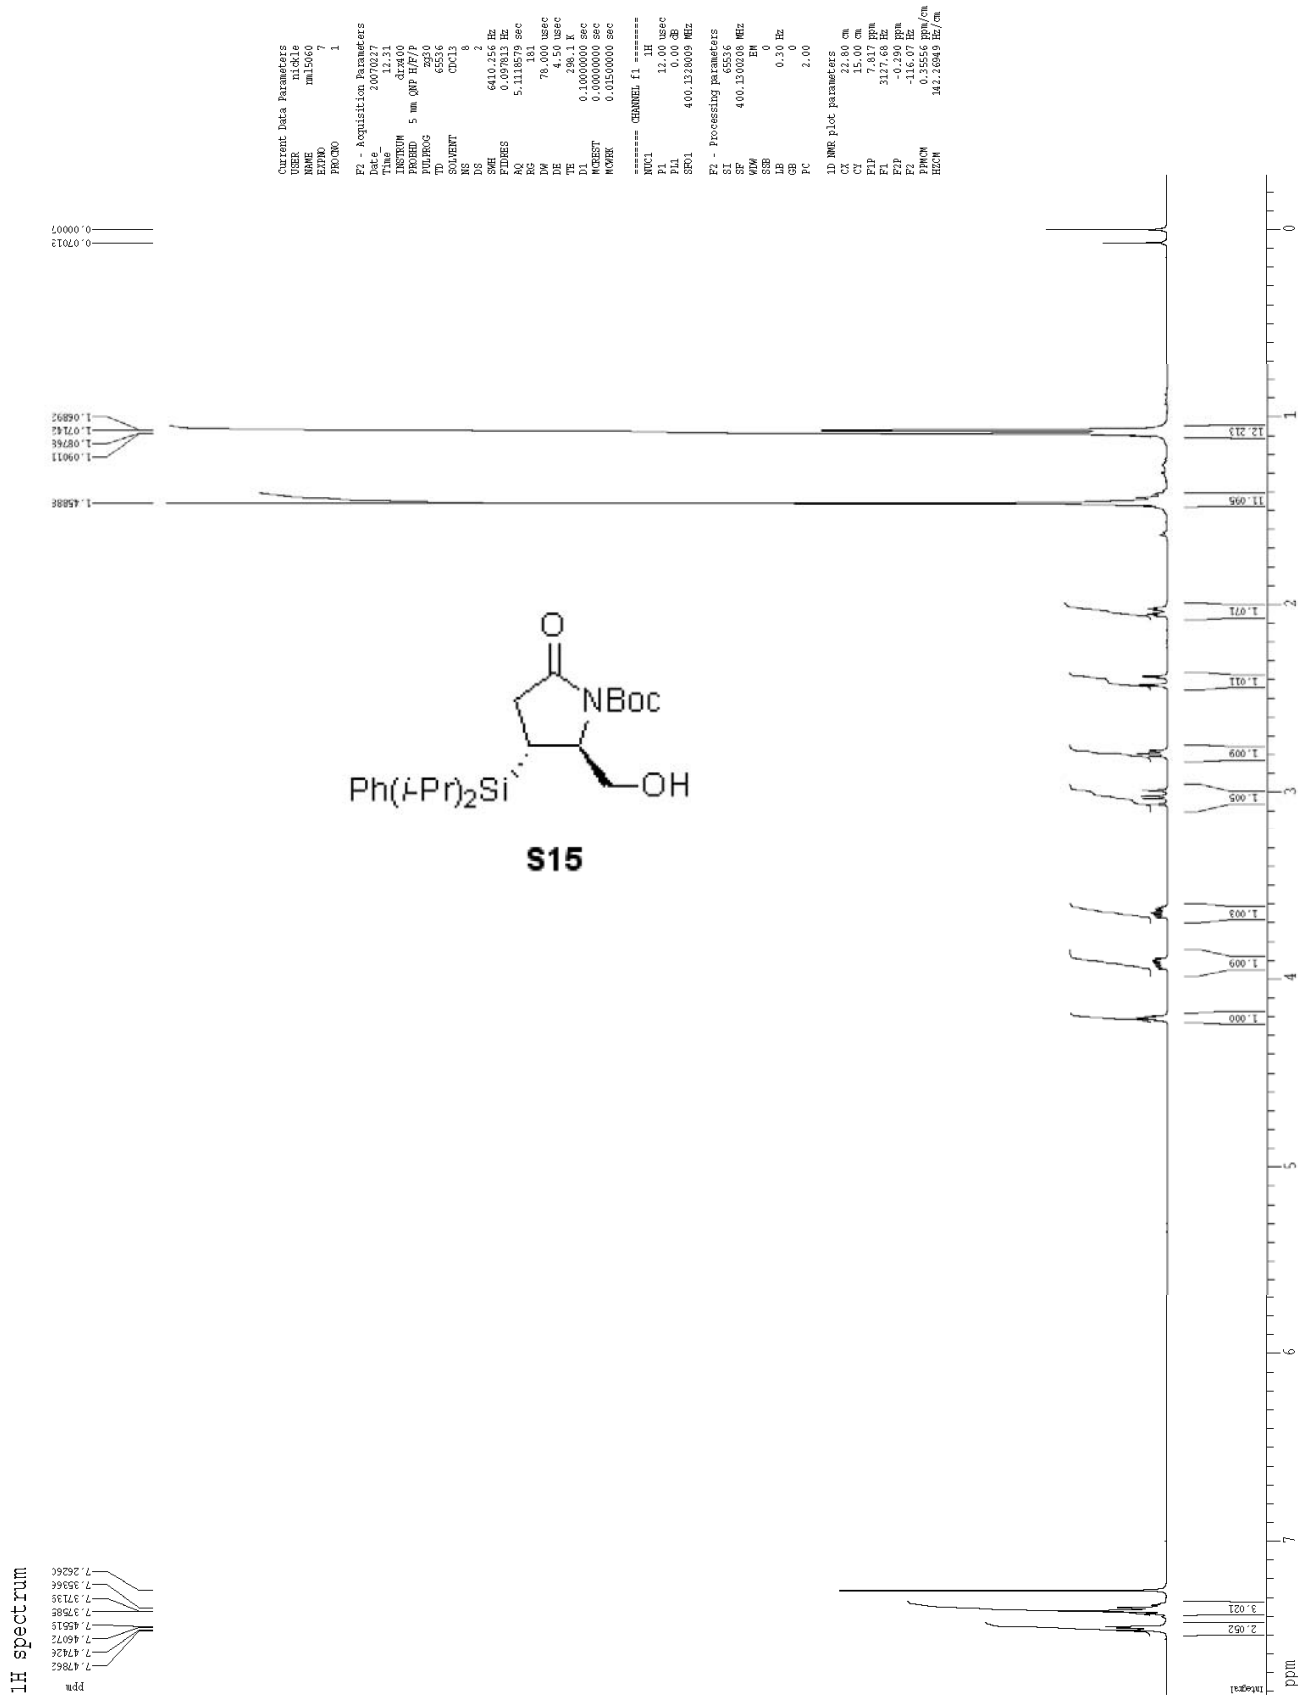 Current Data Parameters
USER nickle
NAME nml5060
EXPNO 7
PROCNO 1
F2 - Acquisition Parameters
Date_ 20070227
Time 12.31
INSTRUM drx400
PROBHD 5 mm QNP H/F/P
PULPROG zg30
TD 65536
SOLVENT CDCl3
NS 8
DS 2
SWH 6410.256 Hz
FIDRES 0.097813 Hz
AQ 5.1118579 sec
RG 181
DW 78.000 usec
DE 4.50 usec
TE 298.1 K
D1 0.10000000 sec
MCREST 0.00000000 sec
MCWRK 0.01500000 sec
======== CHANNEL f1 ========
NUC1 1H
P1 12.00 usec
PL1 0.00 dB
SFO1 400.1328009 MHz
F2 - Processing parameters
SI 65536
SF 400.1300208 MHz
WDW EM
SSB 0
LB 0.30 Hz
GB 0
PC 2.00
1D NMR plot parameters
CX 22.80 cm
CY 15.00 cm
F1P 7.817 ppm
F1 3127.68 Hz
F2P -0.290 ppm
F2 -116.07 Hz
PPMCM 0.35556 ppm/cm
HZCM 142.26949 Hz/cm
1H spectrum
ppm
7.47862
7.47426
7.46072
7.45519
7.37585
7.37139
7.35366
7.2626
1.45888
1.09011
1.08768
1.07142
1.06892
0.07013
0.00007
O
NBoc
Ph(i-Pr)2Si
OH
S15
Integral
2.052
3.021
1.000
1.009
1.003
1.005
1.009
1.011
1.071
11.095
12.213
ppm
7
6
5
4
3
2
1
0